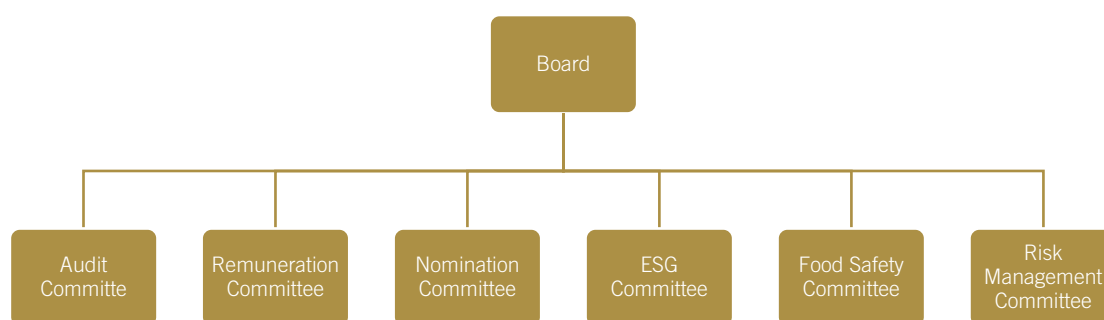 Board
Audit
Committe
Remuneration
Committee
Nomination
Committee
ESG
Committee
Food Safety
Committee
Risk
Management
Committee